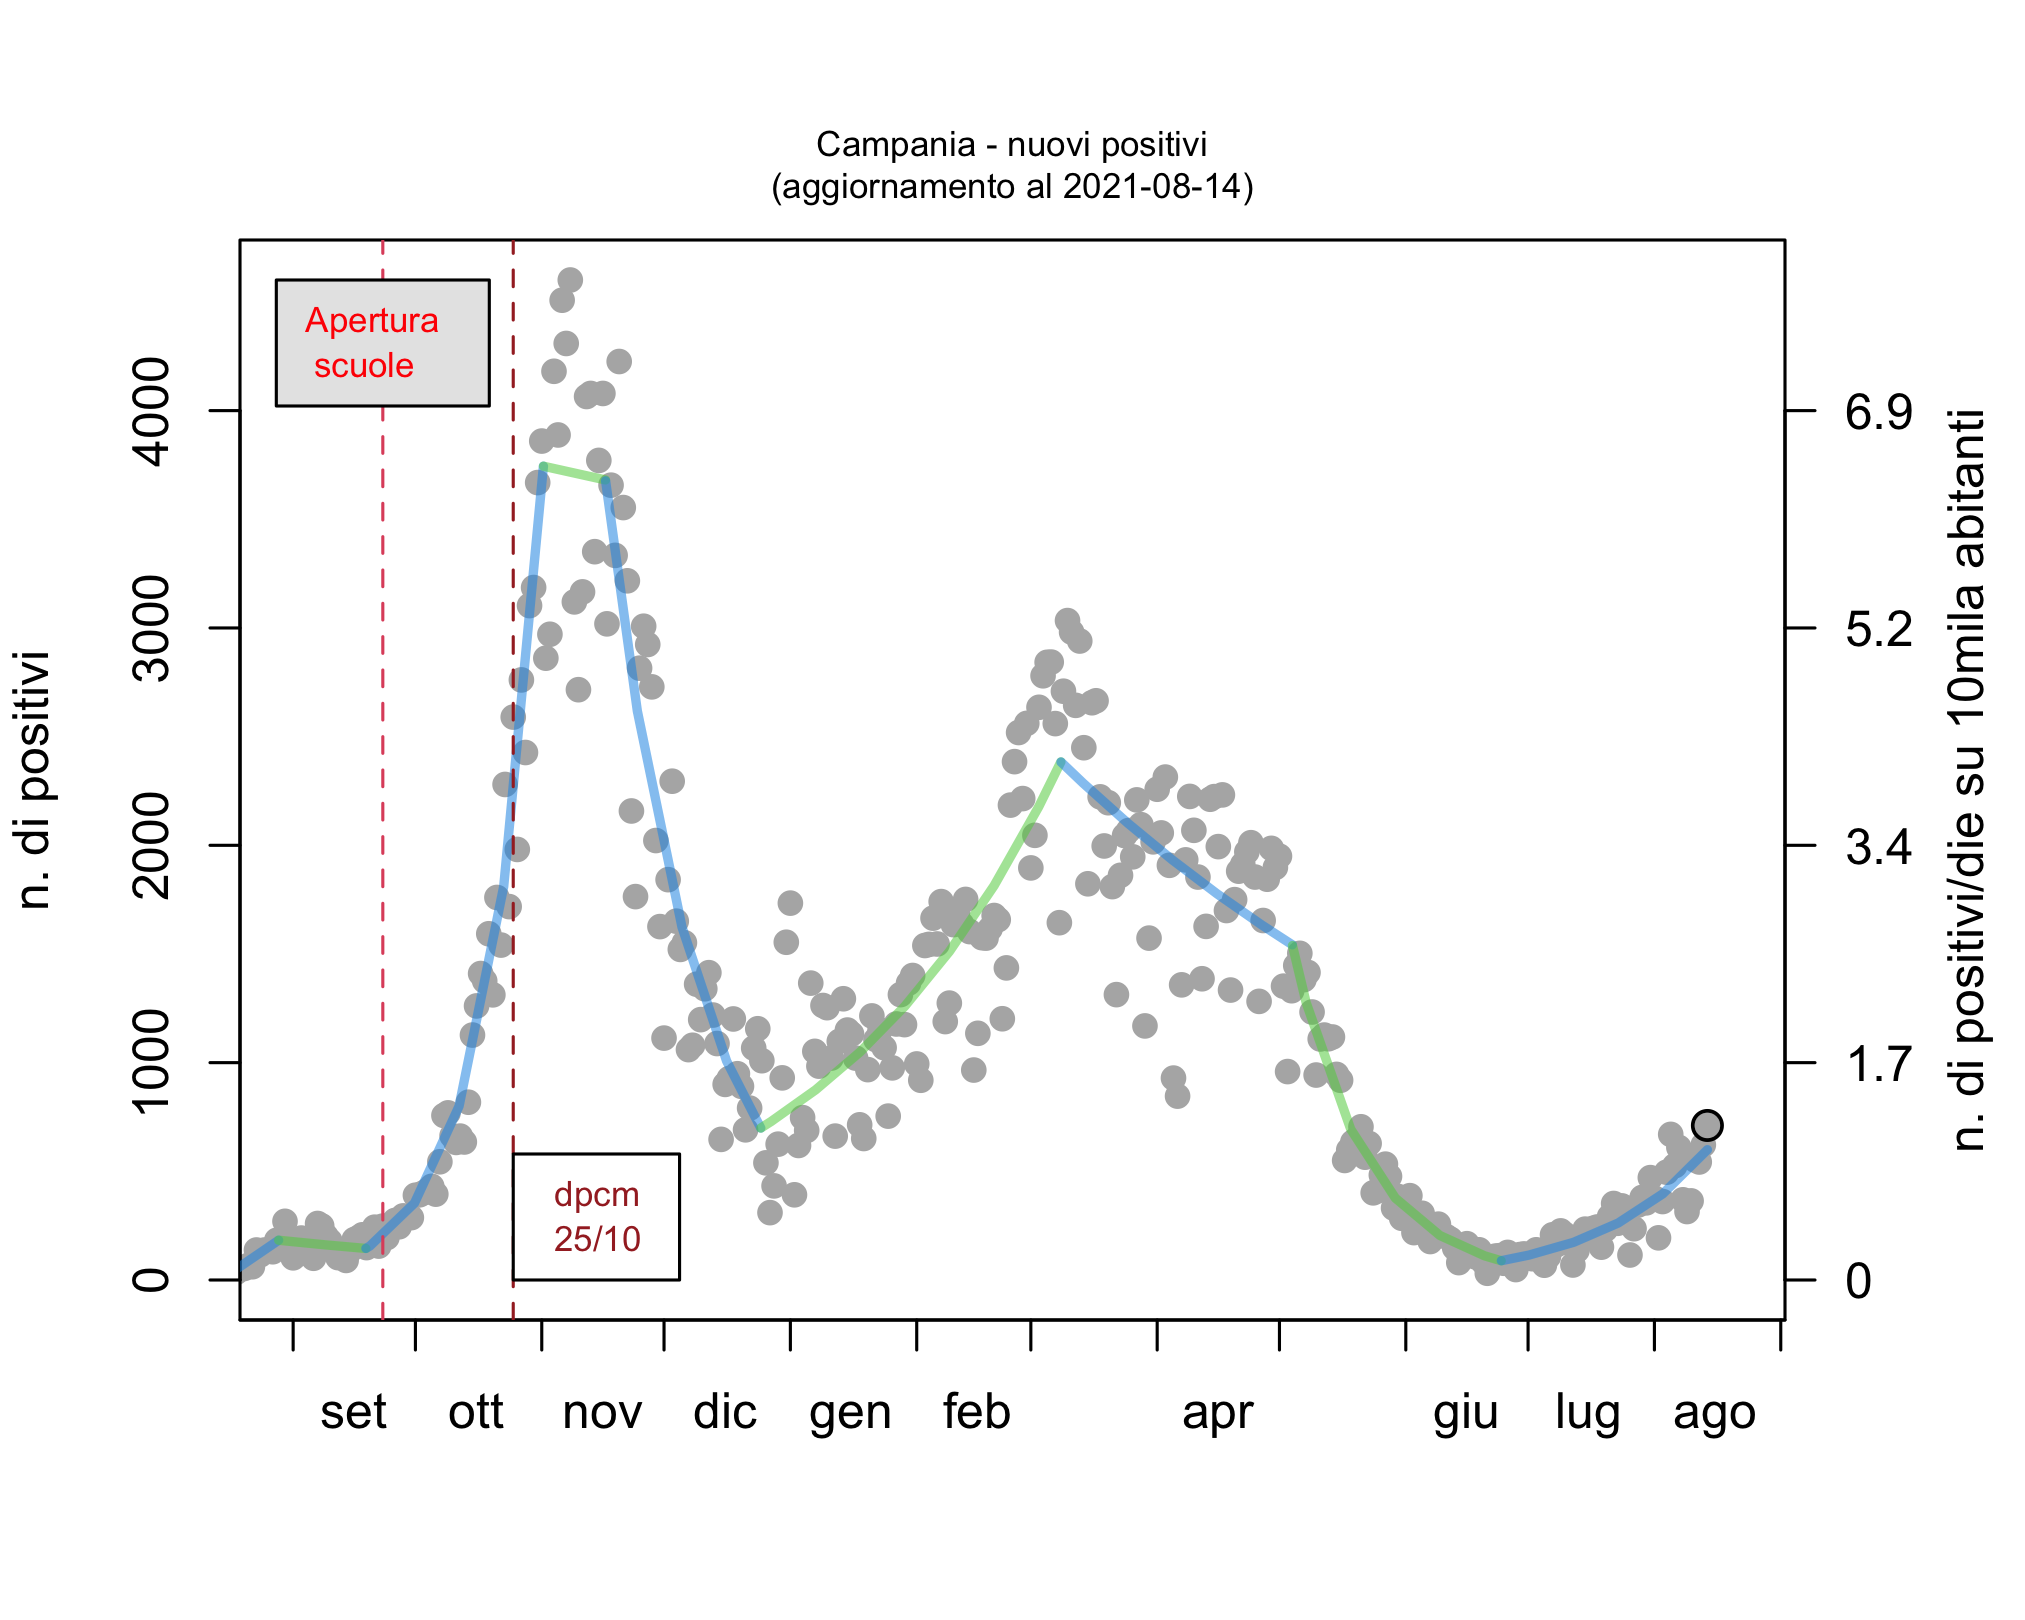 Campania - nuovi positivi
(aggiornamento al 2021-08-14)
Apertura
scuole
dpcm
25/10
n. di positivi
0
1000
2000
3000
4000
n. di positivi/die su 10mila abitanti
6.9
5.2
3.4
1.7
0
set ott nov dic gen feb apr giu lug ago